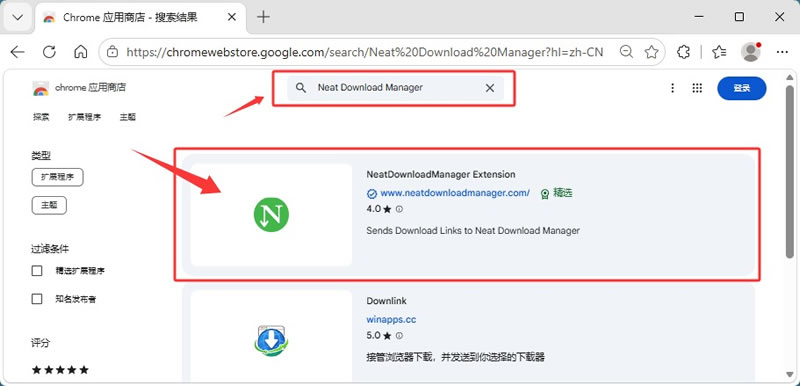 Chrome 应用商店 - 搜索结果
https://chromewebstore.google.com/search/Neat%20Download%20Manager?hl=zh-CN
chrome 应用商店
Neat Download Manager
登录
探索 扩展程序 主题
类型
扩展程序
主题
过滤条件
精选扩展程序
知名发布者
评分
NeatDownloadManager Extension
www.neatdownloadmanager.com/ 精选
4.0
Sends Download Links to Neat Download Manager
Downlink
winapps.cc
5.0
接管浏览器下载，并发送到你选择的下载器